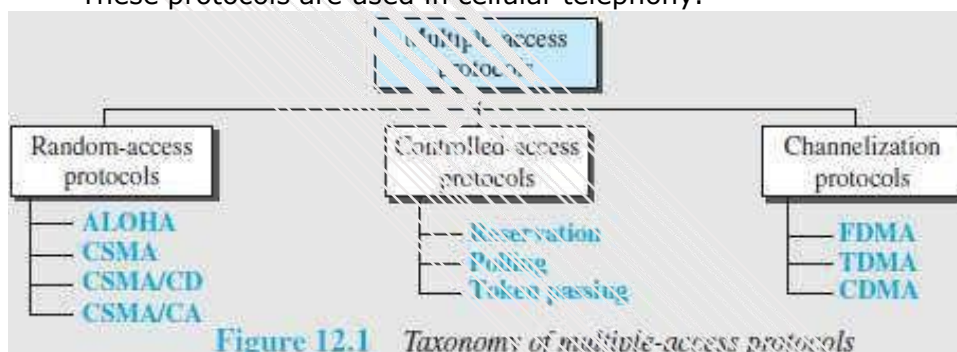 These protocols are used in cellular telephony.
Multiple-access
protocols
Random-access
protocols
ALOHA
CSMA
CSMA/CD
CSMA/CA
Controlled-access
protocols
Reservation
Polling
Token passing
Channelization
protocols
FDMA
TDMA
CDMA
Figure 12.1 Taxonomy of multiple-access protocols